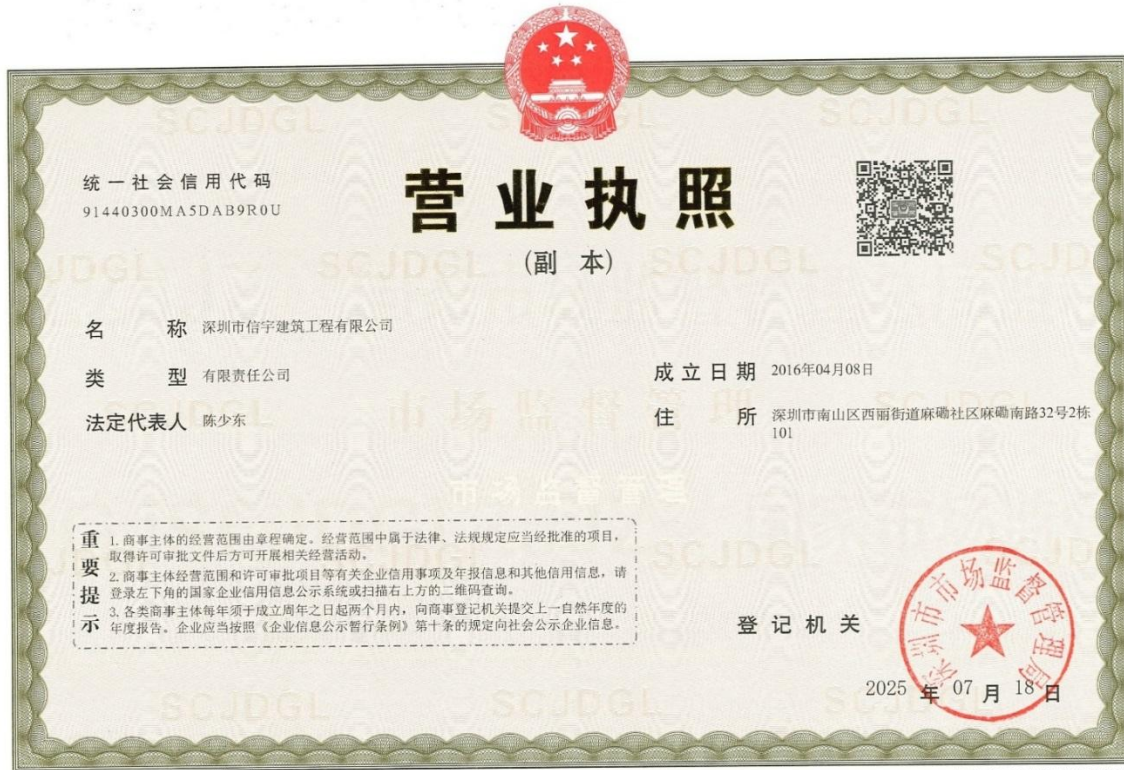 统一社会信用代码
91440300MA5DAB9R0U
营业执照
(副 本)
名 称 深圳市信宇建筑工程有限公司
类 型 有限责任公司
法定代表人 陈少东
成立日期 2016年04月08日
住 所 深圳市南山区西丽街道麻磡社区麻磡南路32号2栋
101
重要提示
1. 商事主体的经营范围由章程确定。经营范围中属于法律、法规规定应当经批准的项目，
取得许可审批文件后方可开展相关经营活动。
2. 商事主体经营范围和许可审批项目等有关企业信用事项及年报信息和其他信用信息，请
登录左下角的国家企业信用信息公示系统或扫描右上方的二维码查询。
3. 各类商事主体每年须于成立周年之日起两个月内，向商事登记机关提交上一自然年度的
年度报告。企业应当按照《企业信息公示暂行条例》第十条的规定向社会公示企业信息。
登记机关
深圳市市场监督管理局
2025 年 07 月 18 日
SCJDGL
市场监督管理